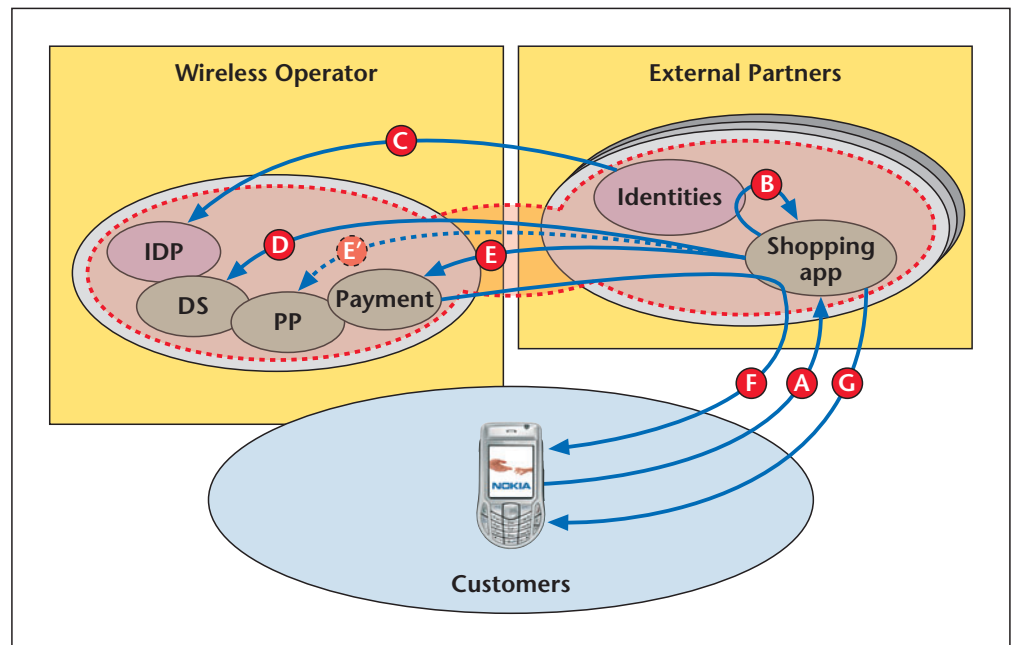 Wireless Operator
External Partners
C
Identities
B
IDP
D
E′
E
Shopping
app
DS
PP
Payment
F
A
G
NOKIA
Customers